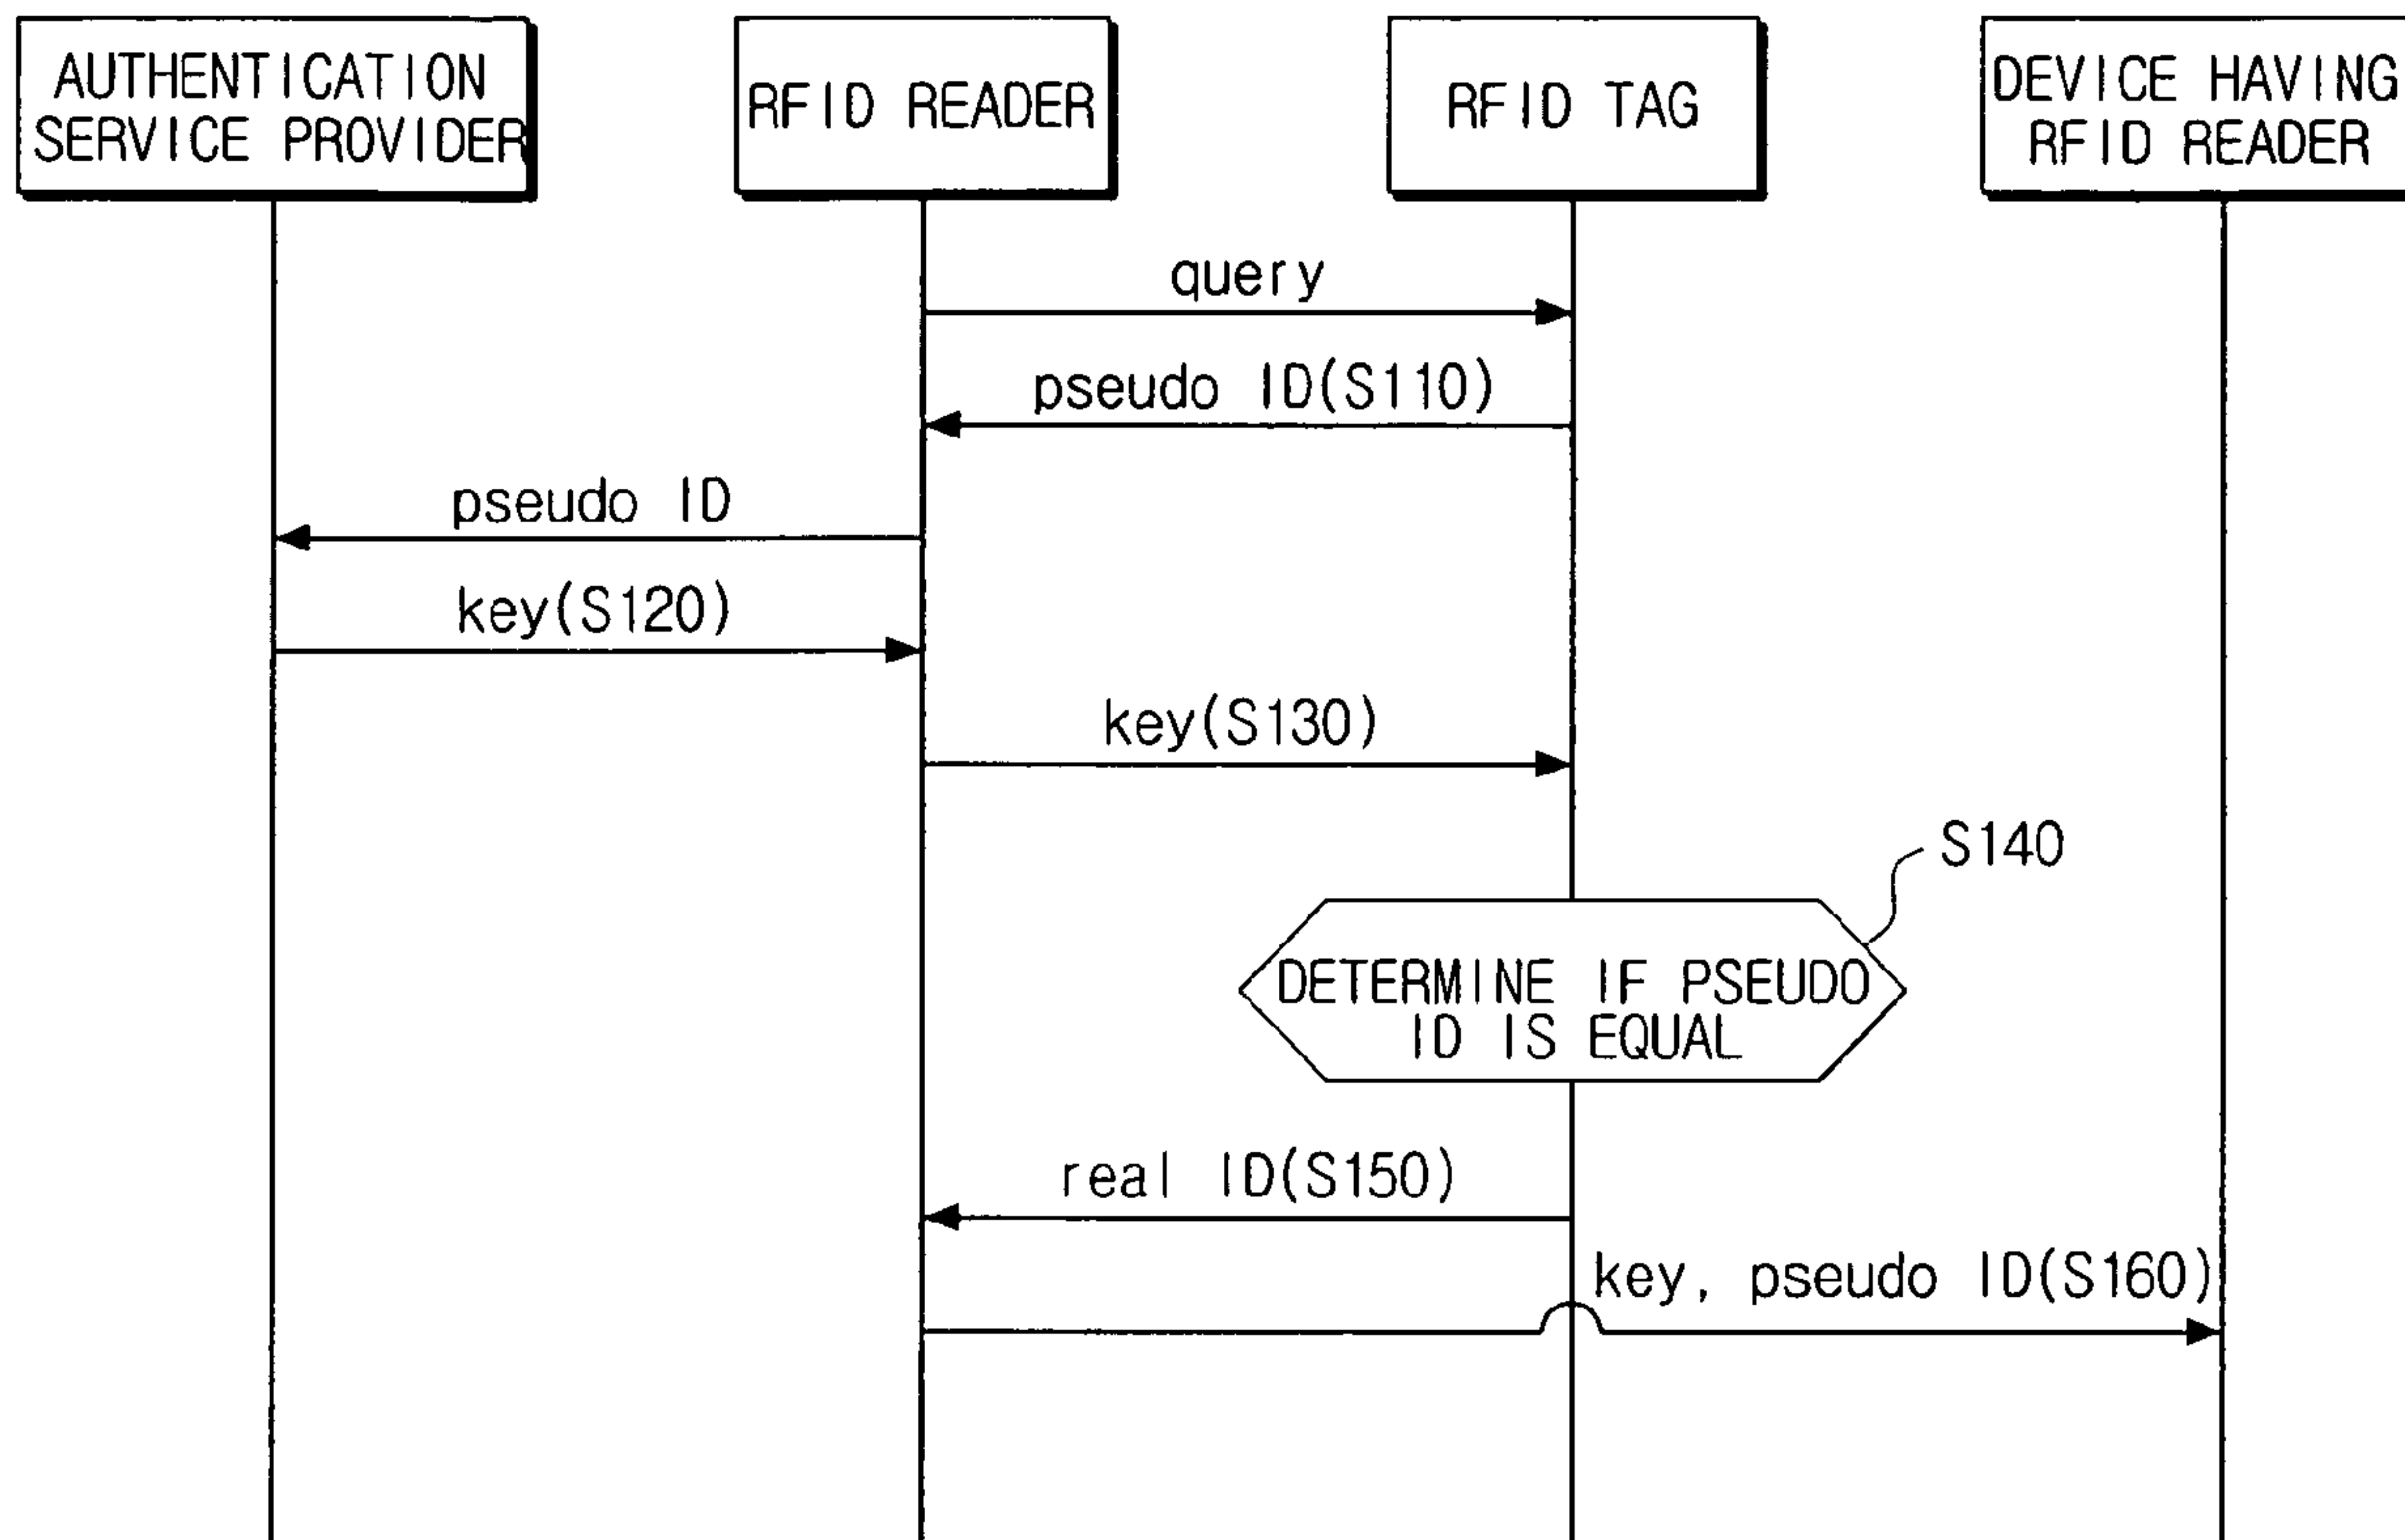 AUTHENTICATION
SERVICE PROVIDER
RFID READER
RFID TAG
DEVICE HAVING
RFID READER
query
pseudo ID(S110)
pseudo ID
key(S120)
key(S130)
S140
DETERMINE IF PSEUDO
ID IS EQUAL
real ID(S150)
key, pseudo ID(S160)